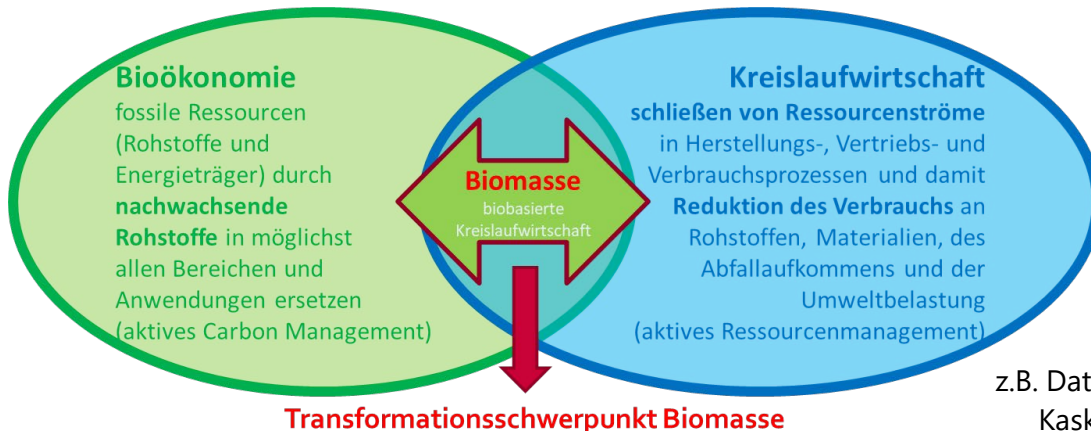 Bioökonomie
fossile Ressourcen
(Rohstoffe und
Energieträger) durch
nachwachsende
Rohstoffe in möglichst
allen Bereichen und
Anwendungen ersetzen
(aktives Carbon Management)
Biomasse
biobasierte
Kreislaufwirtschaft
Kreislaufwirtschaft
schließen von Ressourcenströme
in Herstellungs-, Vertriebs- und
Verbrauchsprozessen und damit
Reduktion des Verbrauchs an
Rohstoffen, Materialien, des
Abfallaufkommens und der
Umweltbelastung
(aktives Ressourcenmanagement)
Transformationsschwerpunkt Biomasse
z.B. Dat
Kask